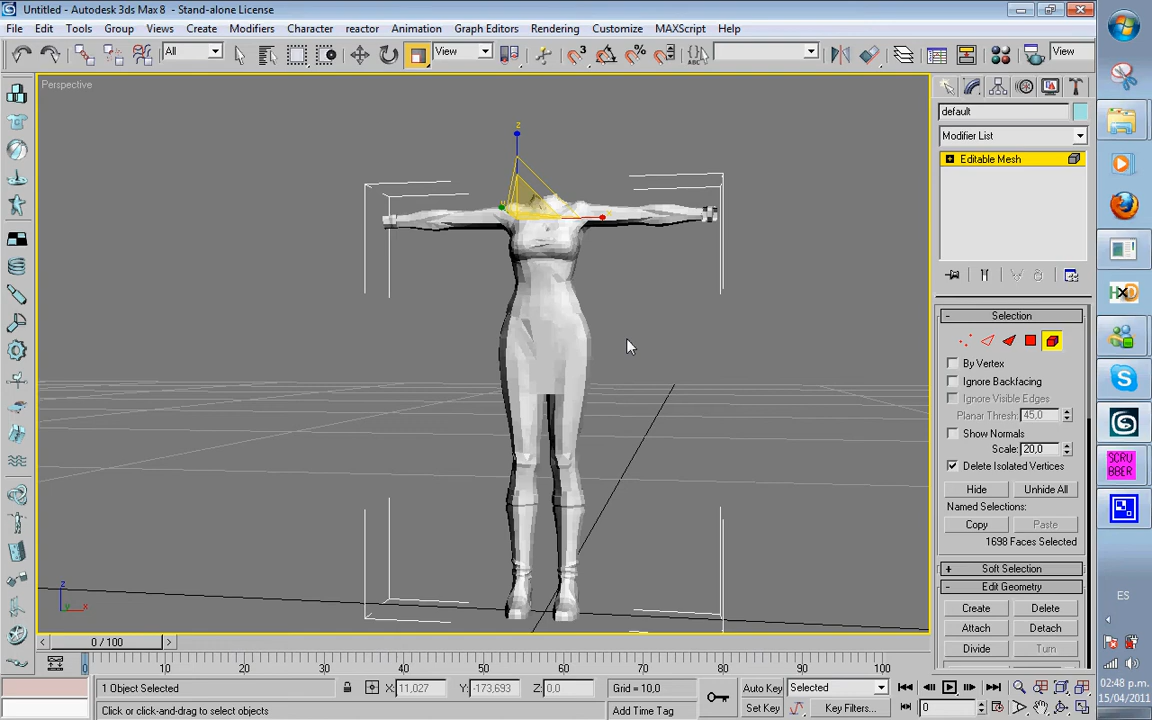 Untitled - Autodesk 3ds Max 8 - Stand-alone License
File Edit Tools Group Views Create Modifiers Character reactor Animation Graph Editors Rendering Customize MAXScript Help
All
View
View
Perspective
z
z
y
x
default
Modifier List
Editable Mesh
Selection
By Vertex
Ignore Backfacing
Ignore Visible Edges
Planar Thresh: 45,0
Show Normals
Scale: 20,0
Delete Isolated Vertices
Hide Unhide All
Named Selections:
Copy Paste
1698 Faces Selected
Soft Selection
Edit Geometry
Create Delete
Attach Detach
Divide Turn
HxD
SCRU
BBER
ES
02:48 p.m.
15/04/2011
0 / 100
0 10 20 30 40 50 60 70 80 90 100
1 Object Selected
X: 11,027 Y: -173,693 Z: 0,0
Grid = 10,0
Auto Key Selected
Click or click-and-drag to select objects
Add Time Tag
Set Key Key Filters...
0